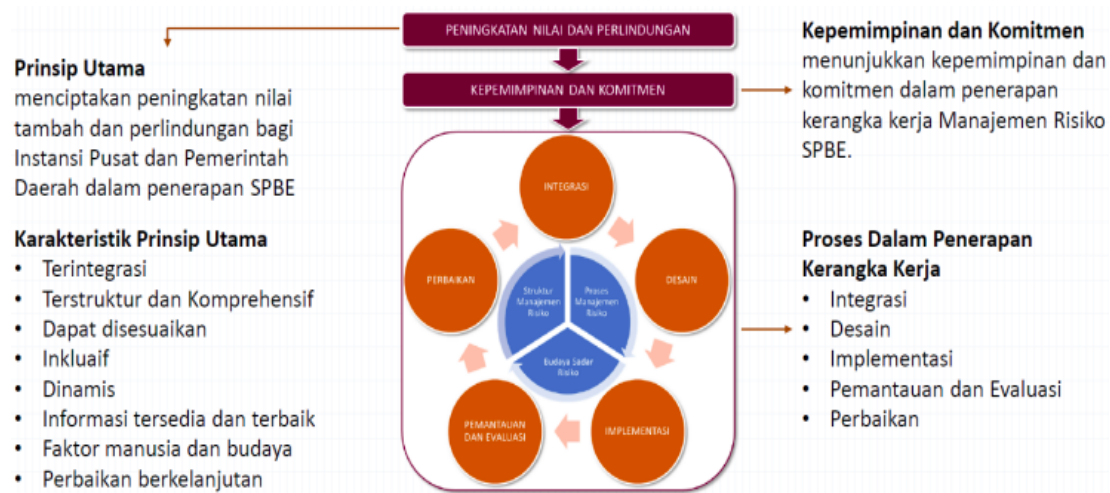 Prinsip Utama
menciptakan peningkatan nilai
tambah dan perlindungan bagi
Instansi Pusat dan Pemerintah
Daerah dalam penerapan SPBE
Karakteristik Prinsip Utama
• Terintegrasi
• Terstruktur dan Komprehensif
• Dapat disesuaikan
• Inkluaif
• Dinamis
• Informasi tersedia dan terbaik
• Faktor manusia dan budaya
• Perbaikan berkelanjutan
PENINGKATAN NILAI DAN PERLINDUNGAN
KEPEMIMPINAN DAN KOMITMEN
INTEGRASI
DESAIN
IMPLEMENTASI
PEMANTAUAN
DAN EVALUASI
PERBAIKAN
Struktur
Manajemen
Risiko
Proses
Manajemen
Risiko
Budaya Sadar
Risiko
Kepemimpinan dan Komitmen
menunjukkan kepemimpinan dan
komitmen dalam penerapan
kerangka kerja Manajemen Risiko
SPBE.
Proses Dalam Penerapan
Kerangka Kerja
• Integrasi
• Desain
• Implementasi
• Pemantauan dan Evaluasi
• Perbaikan